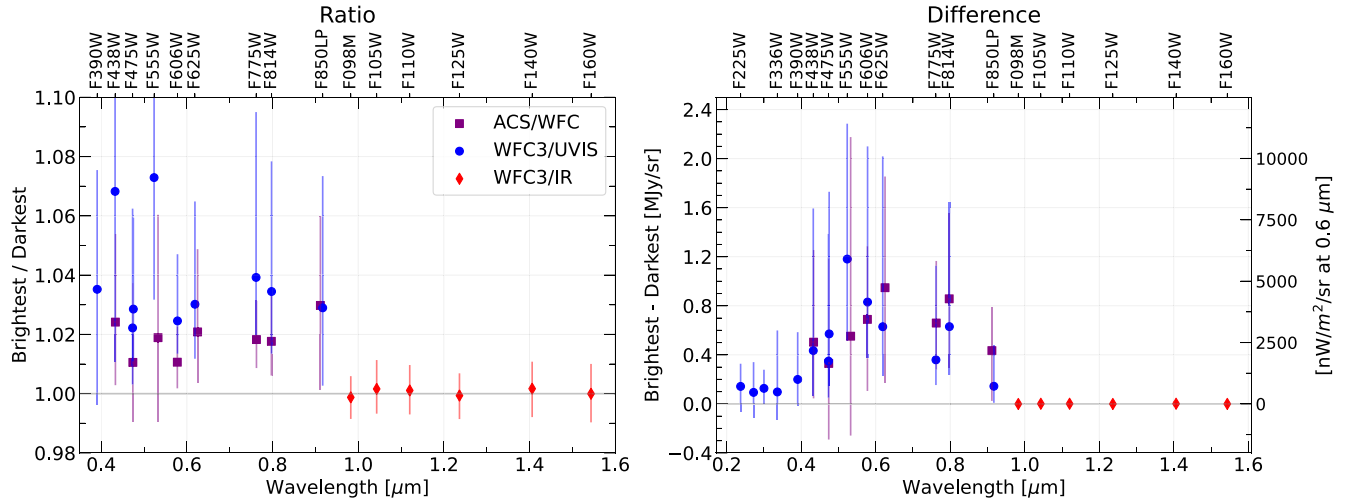 Ratio
F390W F438W F475W F555W F606W F625W F775W F814W F850LP F098M F105W F110W F125W F140W F160W
1.10
1.08
1.06
1.04
1.02
1.00
0.98
Brightest / Darkest
ACS/WFC
WFC3/UVIS
WFC3/IR
0.4 0.6 0.8 1.0 1.2 1.4 1.6
Wavelength [μm]
Difference
F225W F336W F390W F438W F475W F555W F606W F625W F775W F814W F850LP F098M F105W F110W F125W F140W F160W
2.4
2.0
1.6
1.2
0.8
0.4
0.0
−0.4
Brightest - Darkest [MJy/sr]
10000
7500
5000
2500
0
[nW/m²/sr at 0.6 μm]
0.2 0.4 0.6 0.8 1.0 1.2 1.4 1.6
Wavelength [μm]